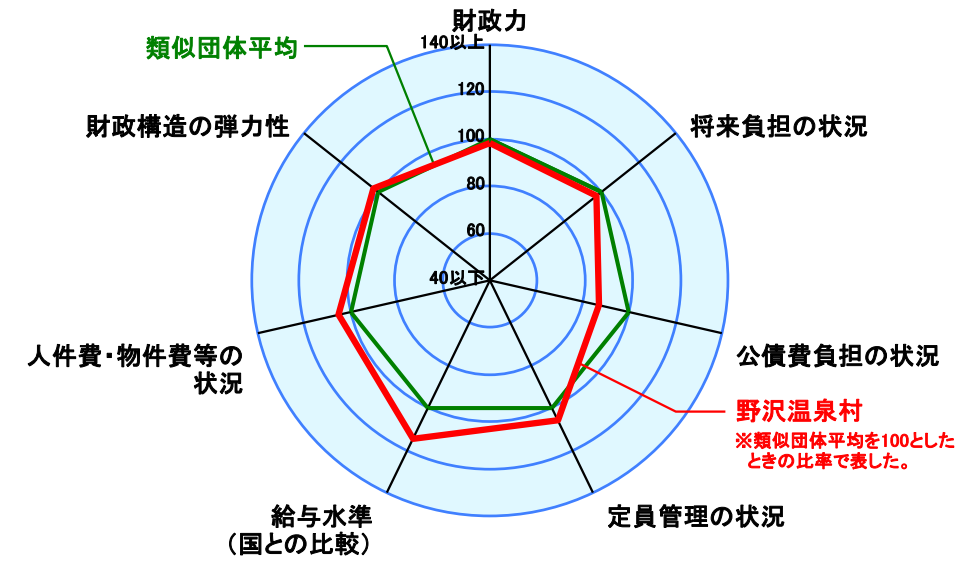 財政力
140以上
類似団体平均
120
財政構造の弾力性
将来負担の状況
100
80
60
40以下
人件費・物件費等の
状況
公債費負担の状況
野沢温泉村
※類似団体平均を100とした
ときの比率で表した。
給与水準
（国との比較）
定員管理の状況